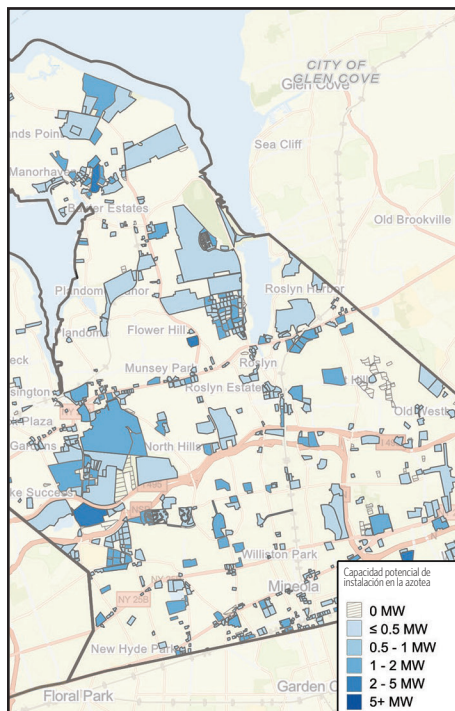 CITY OF
GLEN COVE
Glen Cove
ands Point
Sea Cliff
Manorhaven
Baxter Estates
Old Brookville
Plandome Manor
Roslyn Harbor
Plandome
Flower Hill
Munsey Park
Roslyn
Roslyn Estates
Old Westb
Plaza
Gardens
North Hills
ke Success
Williston Park
NY 25B
Mineola
New Hyde Park
Garden C
Floral Park
Capacidad potencial de
instalación en la azotea
0 MW
≤ 0.5 MW
0.5 - 1 MW
1 - 2 MW
2 - 5 MW
5+ MW